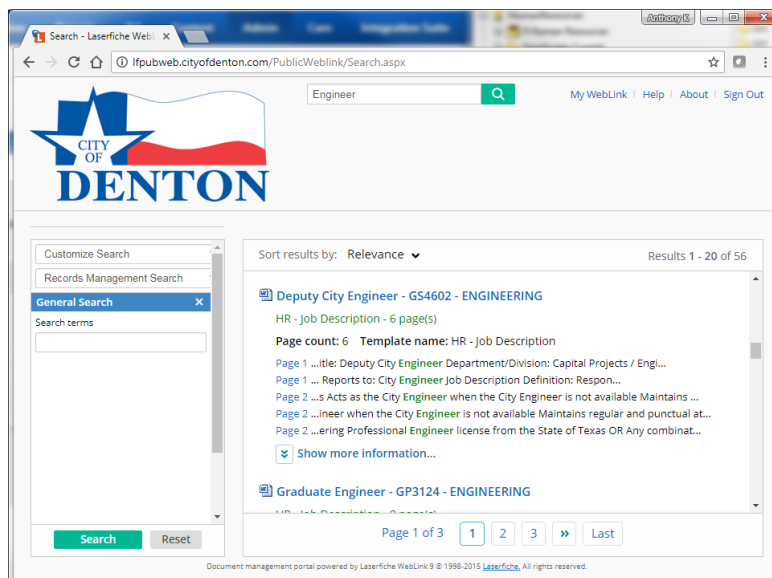 Admin
Care
Integration Suite
Anthony K
Search - Laserfiche WebL
lfpubweb.cityofdenton.com/PublicWeblink/Search.aspx
Engineer
My WebLink | Help | About | Sign Out
CITY
OF
DENTON
Customize Search
Records Management Search
General Search
Search terms
Search Reset
Sort results by: Relevance Results 1 - 20 of 56
Deputy City Engineer - GS4602 - ENGINEERING
HR - Job Description - 6 page(s)
Page count: 6 Template name: HR - Job Description
Page 1 ...itle: Deputy City Engineer Department/Division: Capital Projects / Engi...
Page 1 ... Reports to: City Engineer Job Description Definition: Respon...
Page 2 ...s Acts as the City Engineer when the City Engineer is not available Maintains ...
Page 2 ...ineer when the City Engineer is not available Maintains regular and punctual at...
Page 2 ...ering Professional Engineer license from the State of Texas OR Any combinat...
Show more information...
Graduate Engineer - GP3124 - ENGINEERING
Page 1 of 3 1 2 3 » Last
Document management portal powered by Laserfiche WebLink 9 © 1998-2015 Laserfiche. All rights reserved.